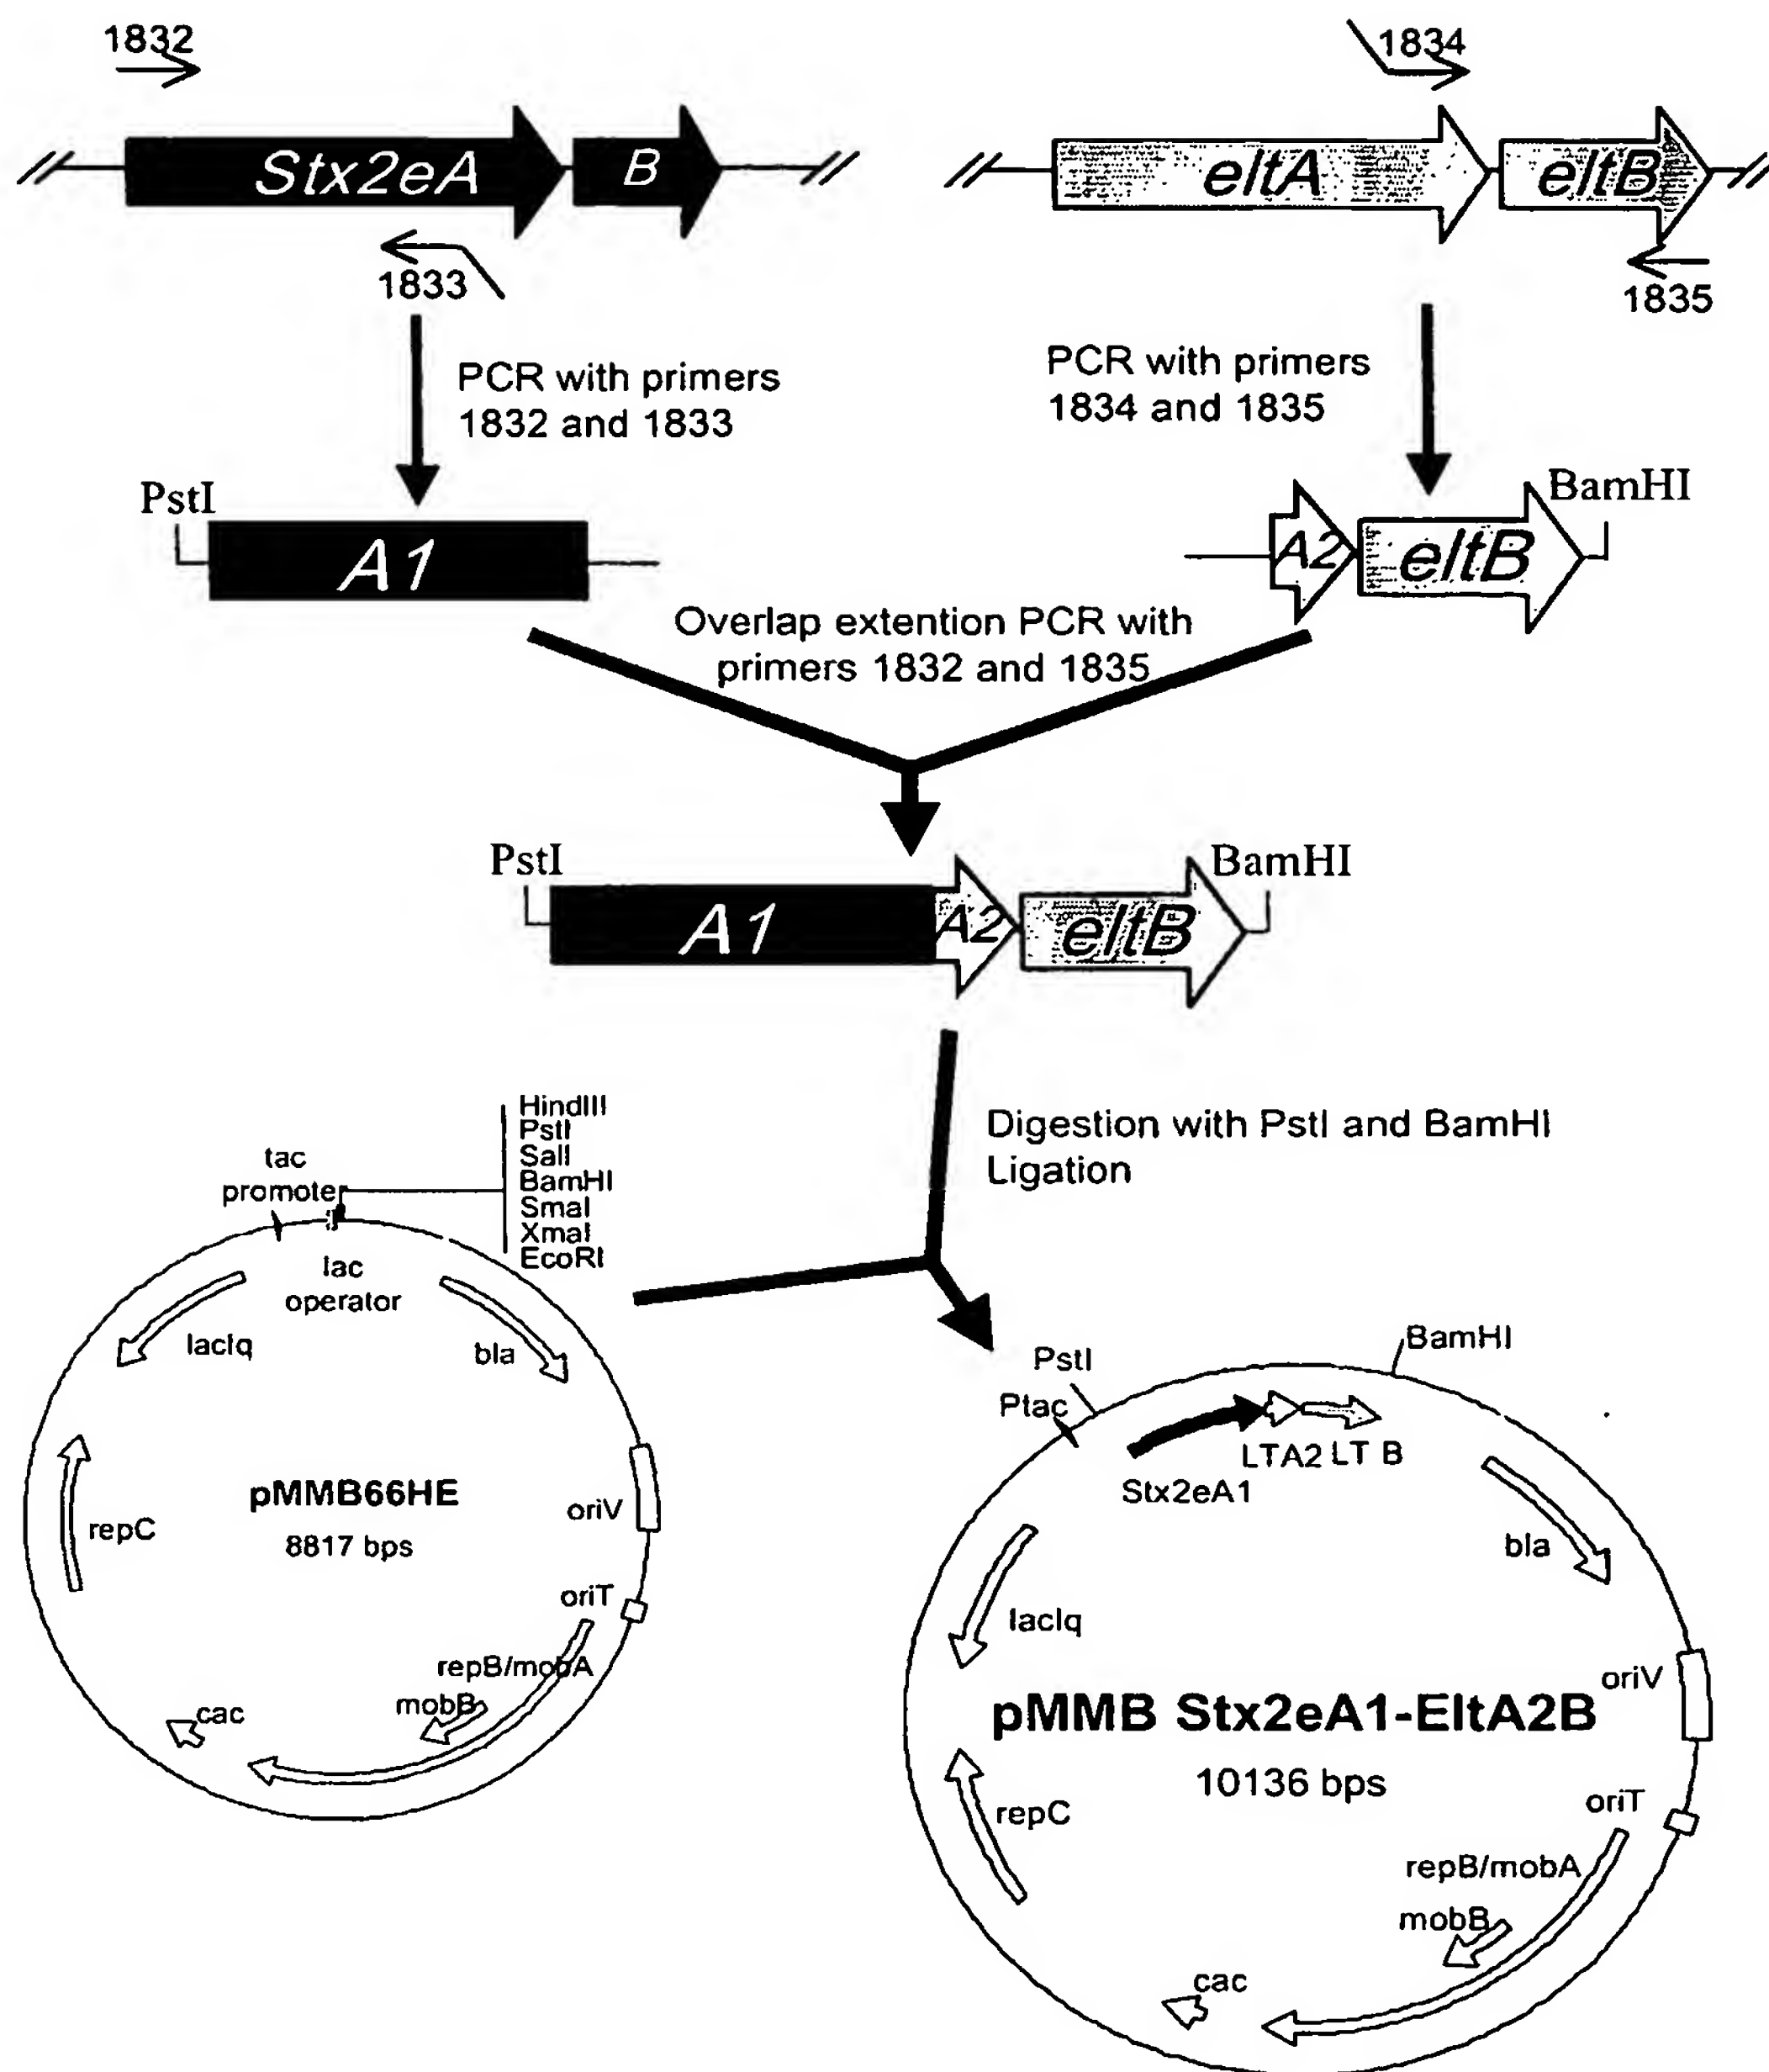 1832
1834
Stx2eA
B
eltA
eltB
1833
1835
PCR with primers
1832 and 1833
PCR with primers
1834 and 1835
PstI
BamHI
A1
A2
eltB
Overlap extention PCR with
primers 1832 and 1835
PstI
BamHI
A1
A2
eltB
HindIII
PstI
SalI
BamHI
SmaI
XmaI
EcoRI
Digestion with PstI and BamHI
Ligation
tac
promoter
lac
operator
lacIq
bla
repC
pMMB66HE
8817 bps
oriV
oriT
repB/mobA
mobB
cac
PstI
BamHI
Ptac
LTA2
LT B
Stx2eA1
bla
lacIq
oriV
pMMB Stx2eA1-EltA2B
10136 bps
repC
oriT
repB/mobA
mobB
cac